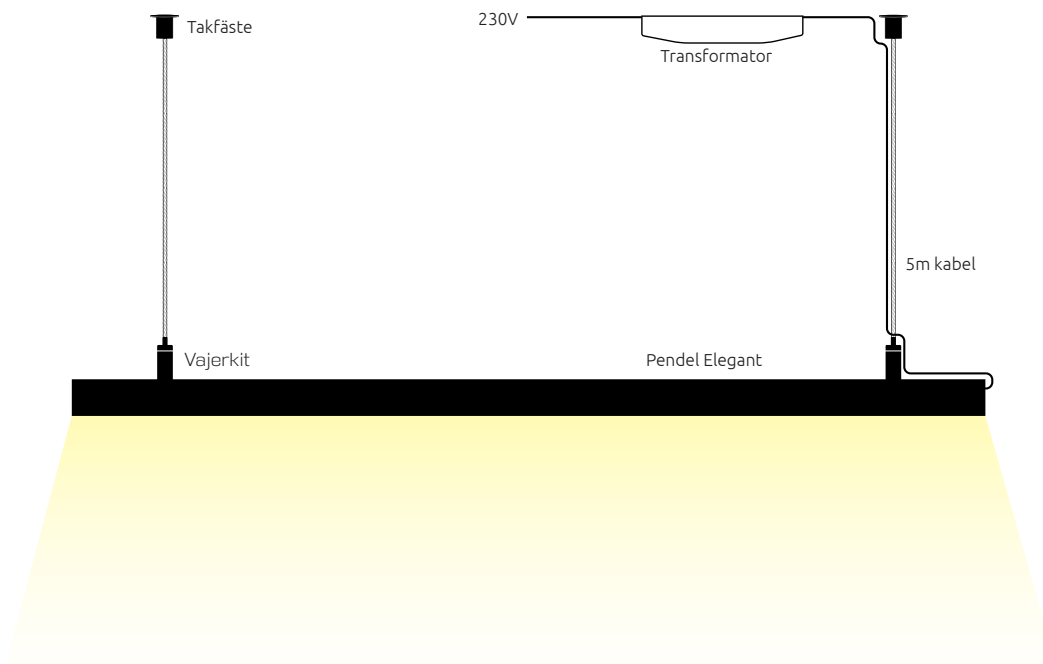 230V
Takfäste
Transformator
5m kabel
Vajerkit
Pendel Elegant